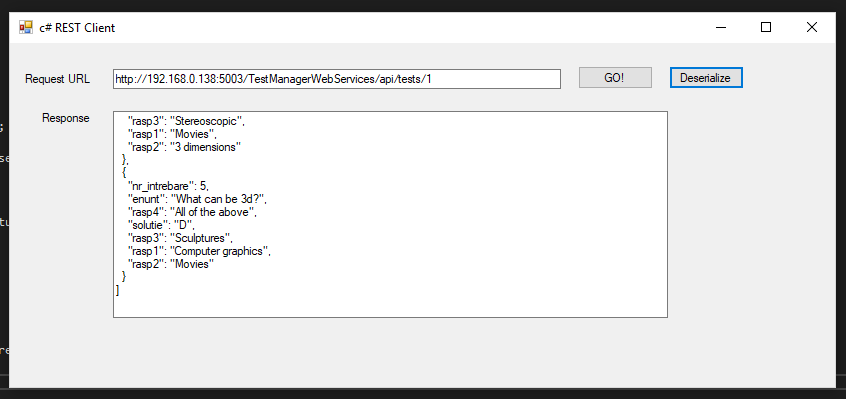 c# REST Client
Request URL http://192.168.0.138:5003/TestManagerWebServices/api/tests/1 GO! Deserialize
Response
"rasp3": "Stereoscopic",
"rasp1": "Movies",
"rasp2": "3 dimensions"
},
{
"nr_intrebare": 5,
"enunt": "What can be 3d?",
"rasp4": "All of the above",
"solutie": "D",
"rasp3": "Sculptures",
"rasp1": "Computer graphics",
"rasp2": "Movies"
}
]